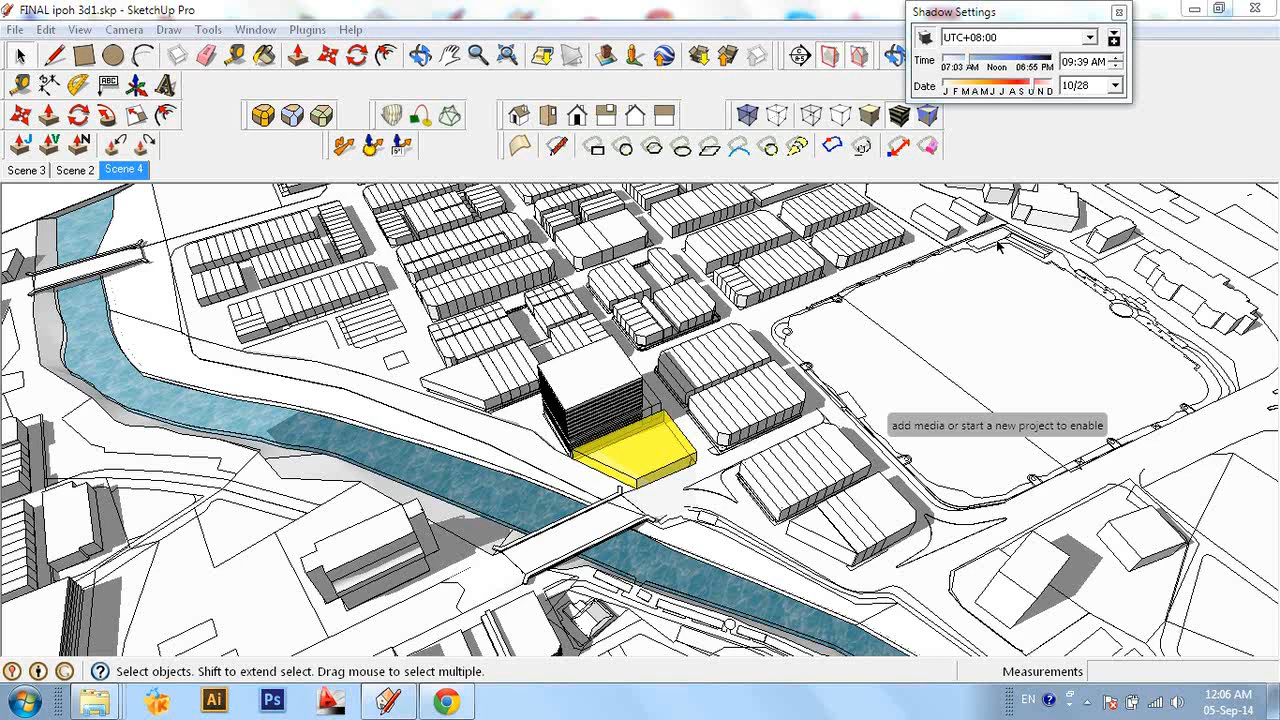 FINAL ipoh 3d1.skp - SketchUp Pro
File Edit View Camera Draw Tools Window Plugins Help
Shadow Settings
UTC+08:00
Time
07:03 AM Noon 06:55 PM
09:39 AM
Date
J F M A M J J A S U N D
10/28
ABC
A
J V N
Scene 3 Scene 2 Scene 4
add media or start a new project to enable
Select objects. Shift to extend select. Drag mouse to select multiple.
Measurements
Ai
Ps
EN
12:06 AM
05-Sep-14